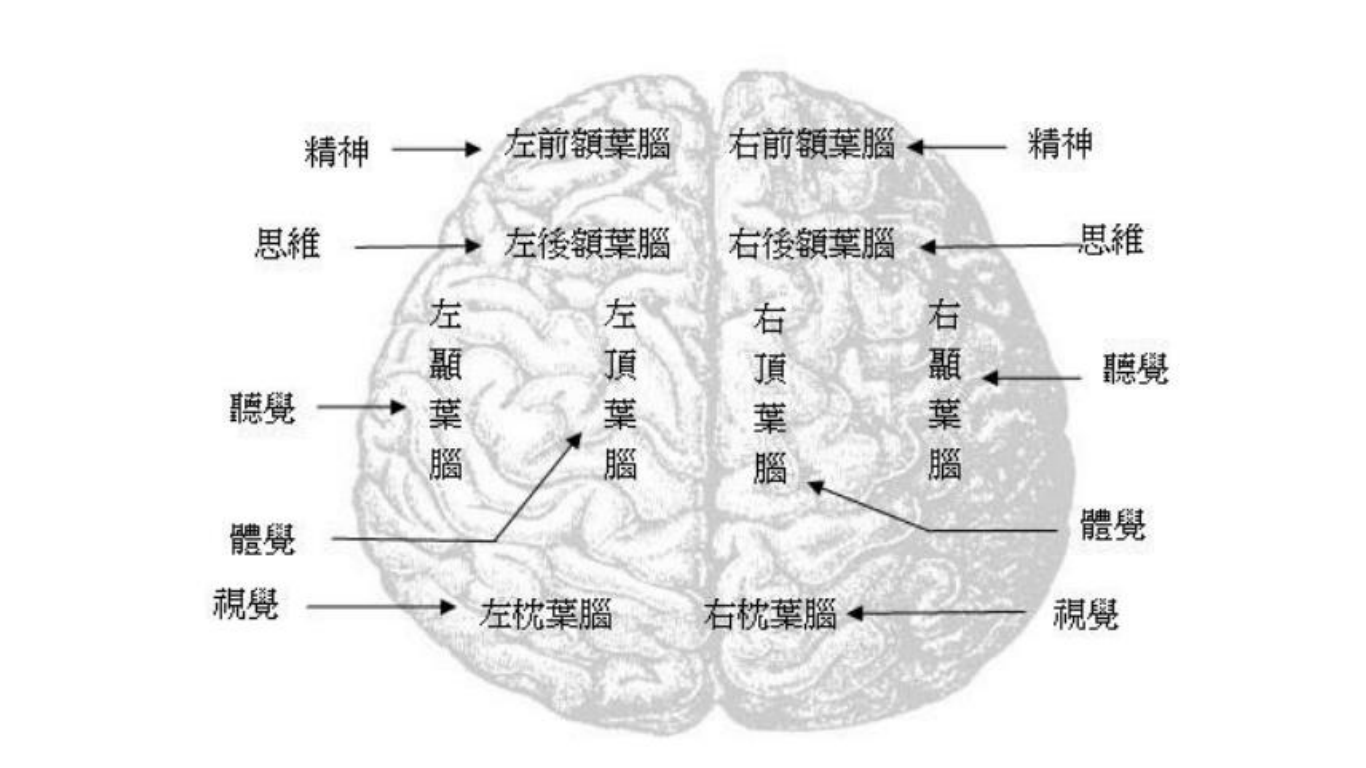 精神 左前額葉腦 右前額葉腦 精神
思維 左後額葉腦 右後額葉腦 思維
左顳葉腦
左頂葉腦
右頂葉腦
右顳葉腦
聽覺
聽覺
體覺
體覺
視覺 左枕葉腦 右枕葉腦 視覺